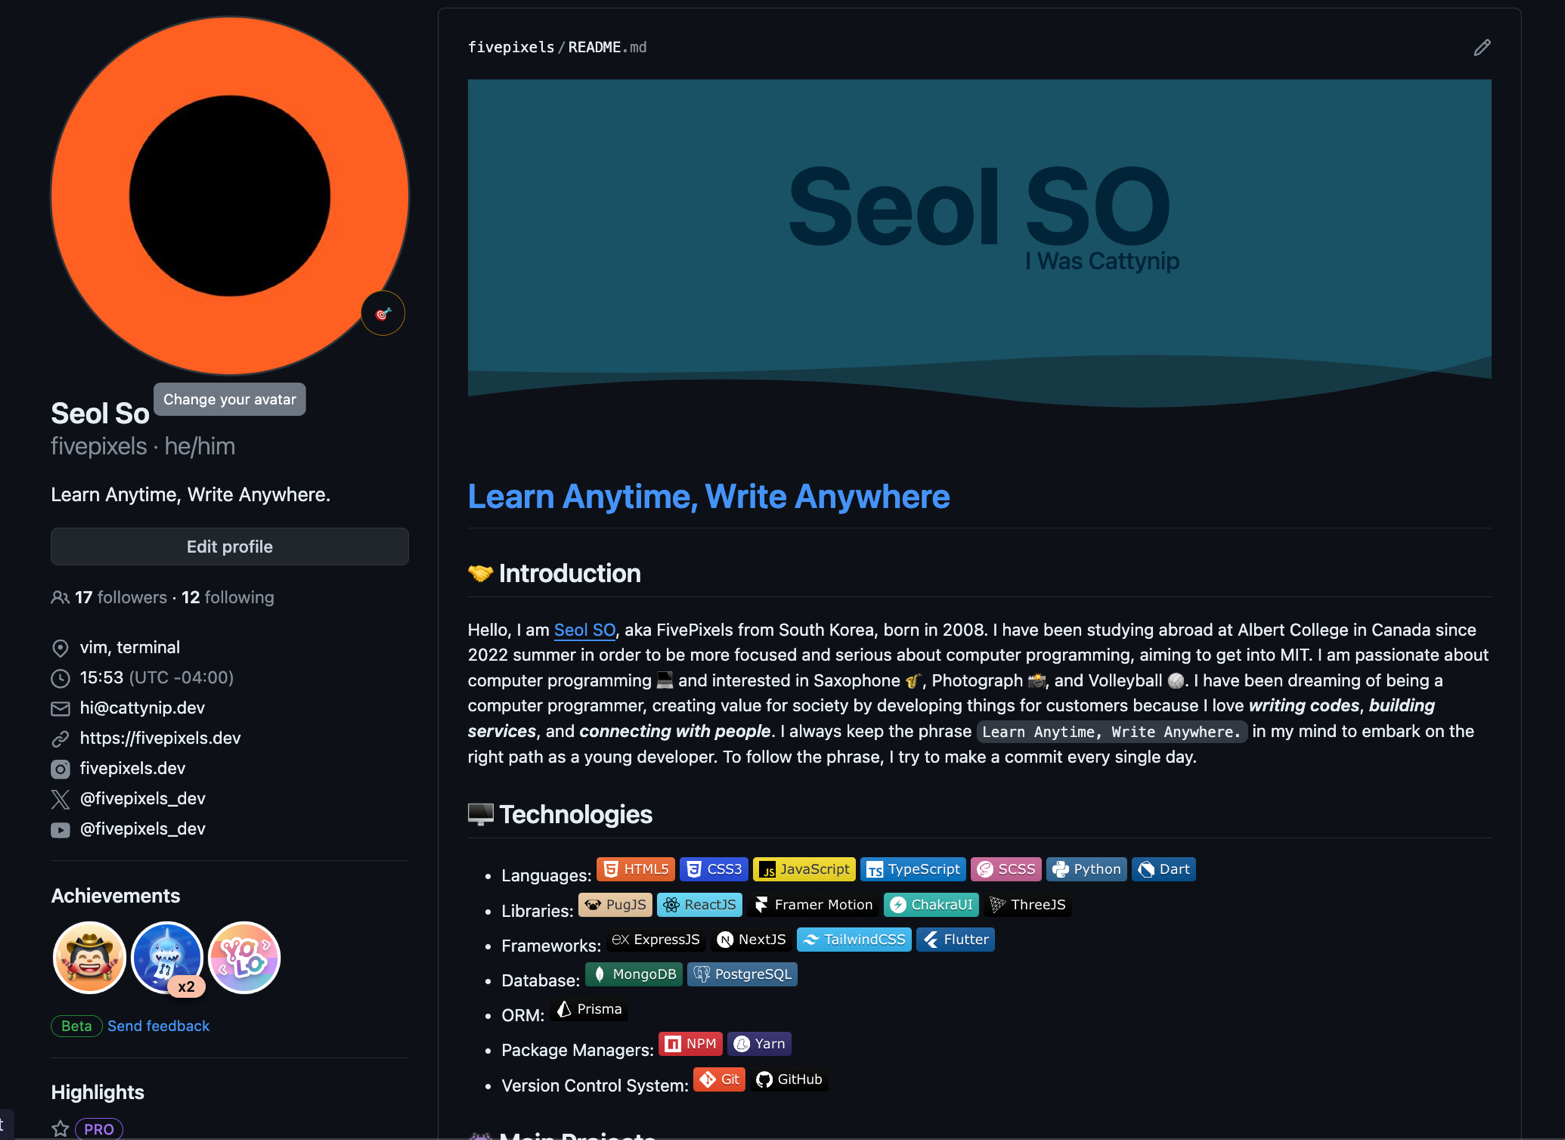 fivepixels/README.md
Seol SO
I Was Cattynip
Change your avatar
Seol So
fivepixels · he/him
Learn Anytime, Write Anywhere.
Edit profile
17 followers · 12 following
vim, terminal
15:53 (UTC -04:00)
hi@cattynip.dev
https://fivepixels.dev
fivepixels.dev
@fivepixels_dev
@fivepixels_dev
Achievements
YOLO
x2
Beta Send feedback
Highlights
PRO
Learn Anytime, Write Anywhere
Introduction
Hello, I am Seol SO, aka FivePixels from South Korea, born in 2008. I have been studying abroad at Albert College in Canada since
2022 summer in order to be more focused and serious about computer programming, aiming to get into MIT. I am passionate about
computer programming 💻 and interested in Saxophone 🎷, Photograph 📸, and Volleyball 🏐. I have been dreaming of being a
computer programmer, creating value for society by developing things for customers because I love writing codes, building
services, and connecting with people. I always keep the phrase Learn Anytime, Write Anywhere. in my mind to embark on the
right path as a young developer. To follow the phrase, I try to make a commit every single day.
Technologies
Languages: HTML5 CSS3 JS JavaScript TS TypeScript SCSS Python Dart
Libraries: PugJS ReactJS Framer Motion ChakraUI ThreeJS
Frameworks: EX ExpressJS N NextJS TailwindCSS Flutter
Database: MongoDB PostgreSQL
ORM: Prisma
Package Managers: NPM Yarn
Version Control System: Git GitHub
Main Projects